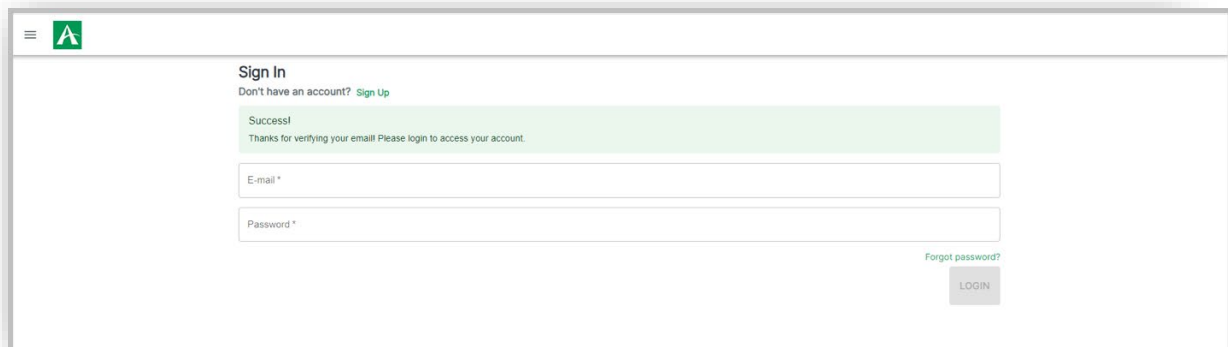 Sign In
Don't have an account? Sign Up
Success!
Thanks for verifying your email! Please login to access your account.
E-mail *
Password *
Forgot password?
LOGIN